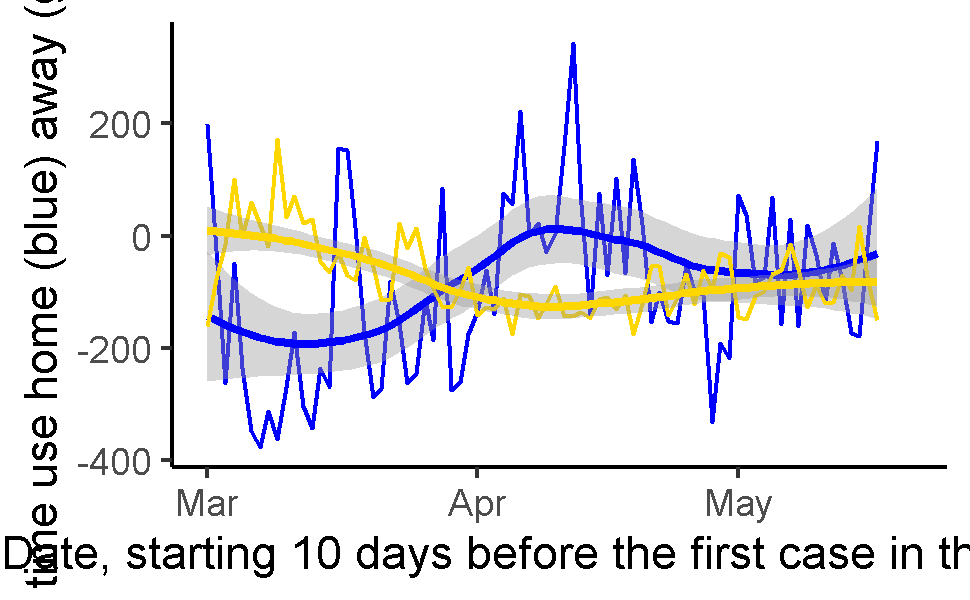 time use home (blue) away (
200
0
-200
-400
Mar Apr May
Date, starting 10 days before the first case in th